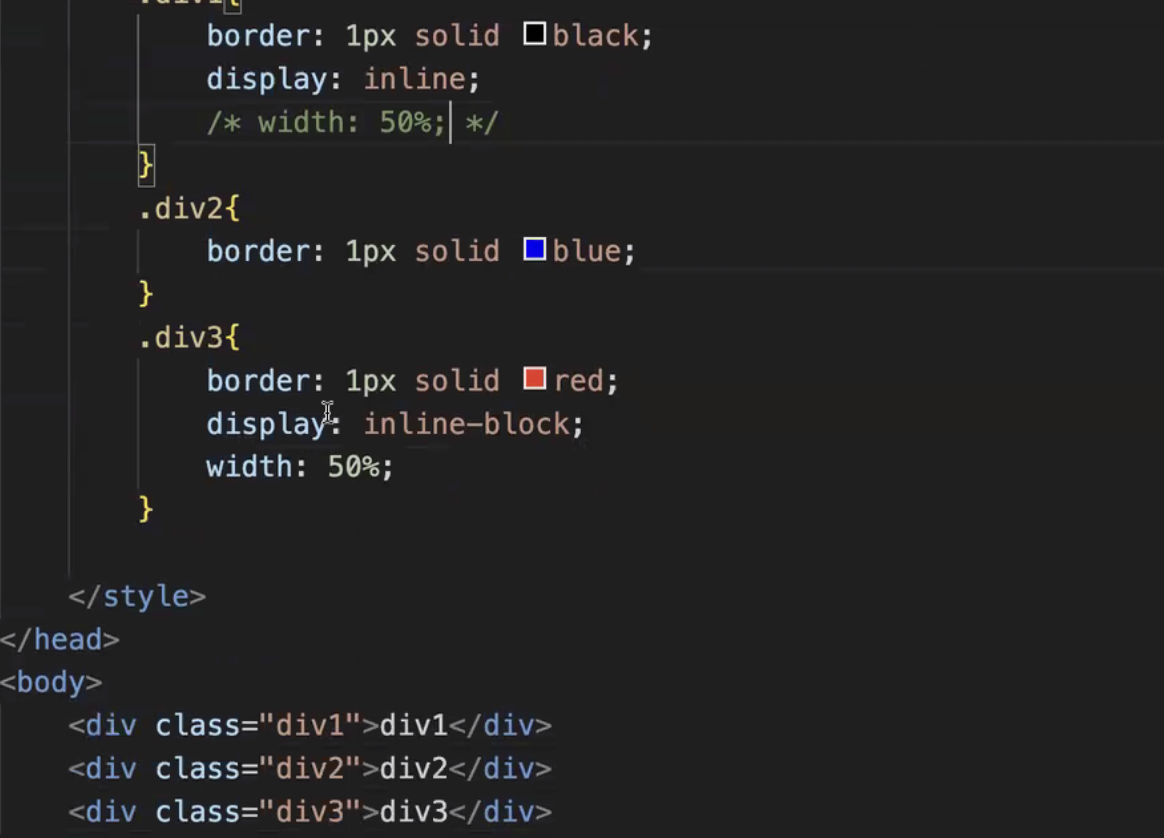 .div1{
border: 1px solid black;
display: inline;
/* width: 50%; */
}
.div2{
border: 1px solid blue;
}
.div3{
border: 1px solid red;
display: inline-block;
width: 50%;
}
</style>
</head>
<body>
<div class="div1">div1</div>
<div class="div2">div2</div>
<div class="div3">div3</div>